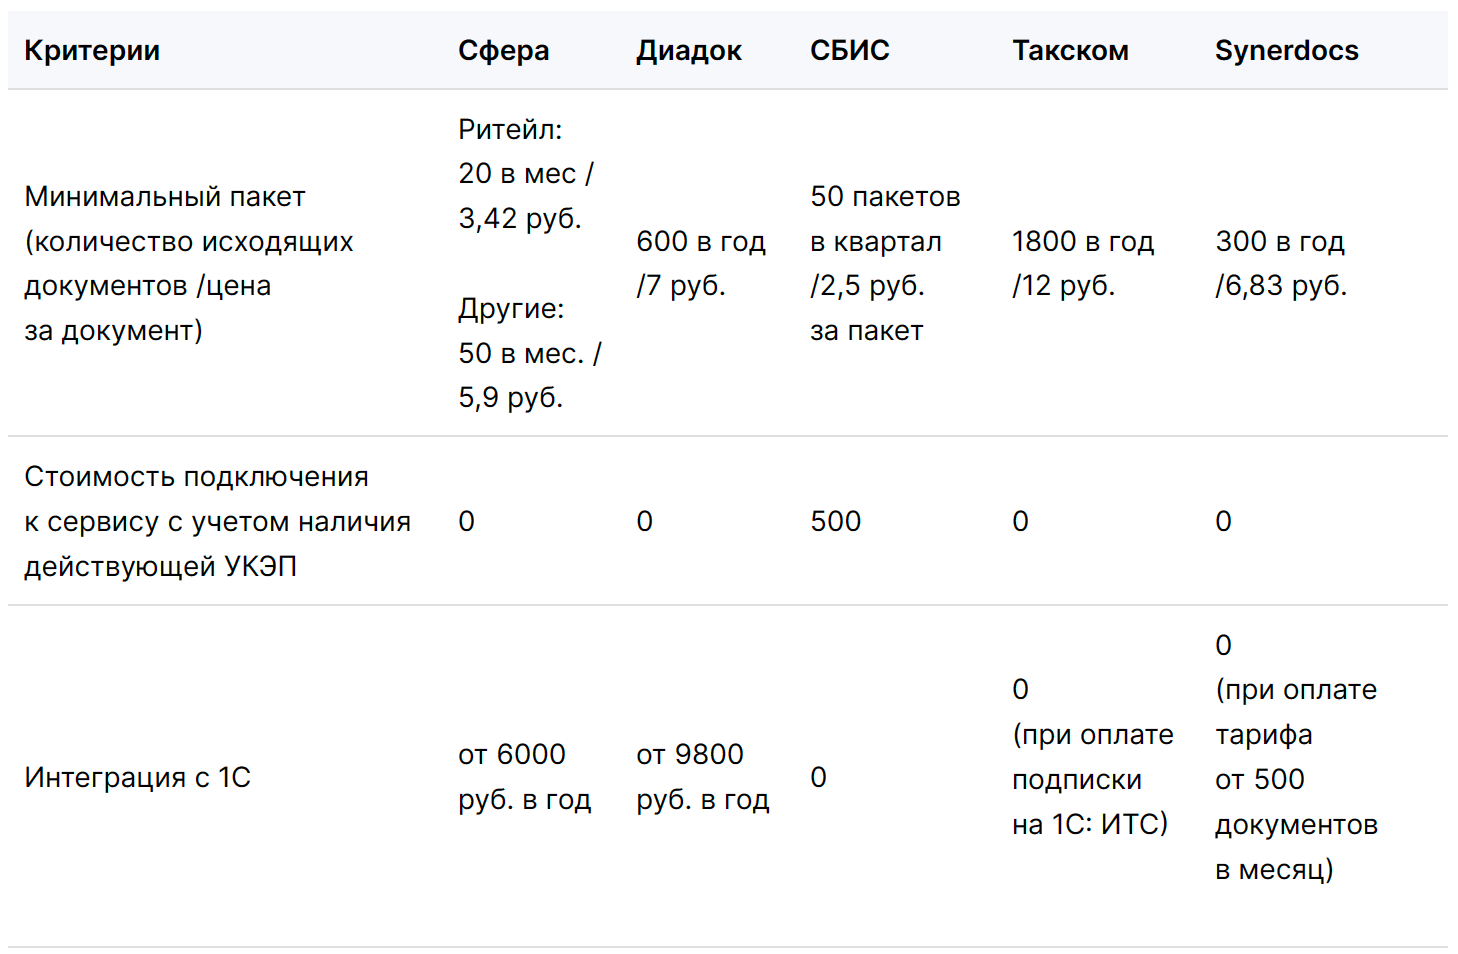 Критерии
Сфера
Диадок
СБИС
Такском
Synerdocs
Минимальный пакет
(количество исходящих
документов /цена
за документ)
Ритейл:
20 в мес /
3,42 руб.
Другие:
50 в мес. /
5,9 руб.
600 в год
/7 руб.
50 пакетов
в квартал
/2,5 руб.
за пакет
1800 в год
/12 руб.
300 в год
/6,83 руб.
Стоимость подключения
к сервису с учетом наличия
действующей УКЭП
0
0
500
0
0
Интеграция с 1С
от 6000
руб. в год
от 9800
руб. в год
0
0
(при оплате
подписки
на 1С: ИТС)
0
(при оплате
тарифа
от 500
документов
в месяц)